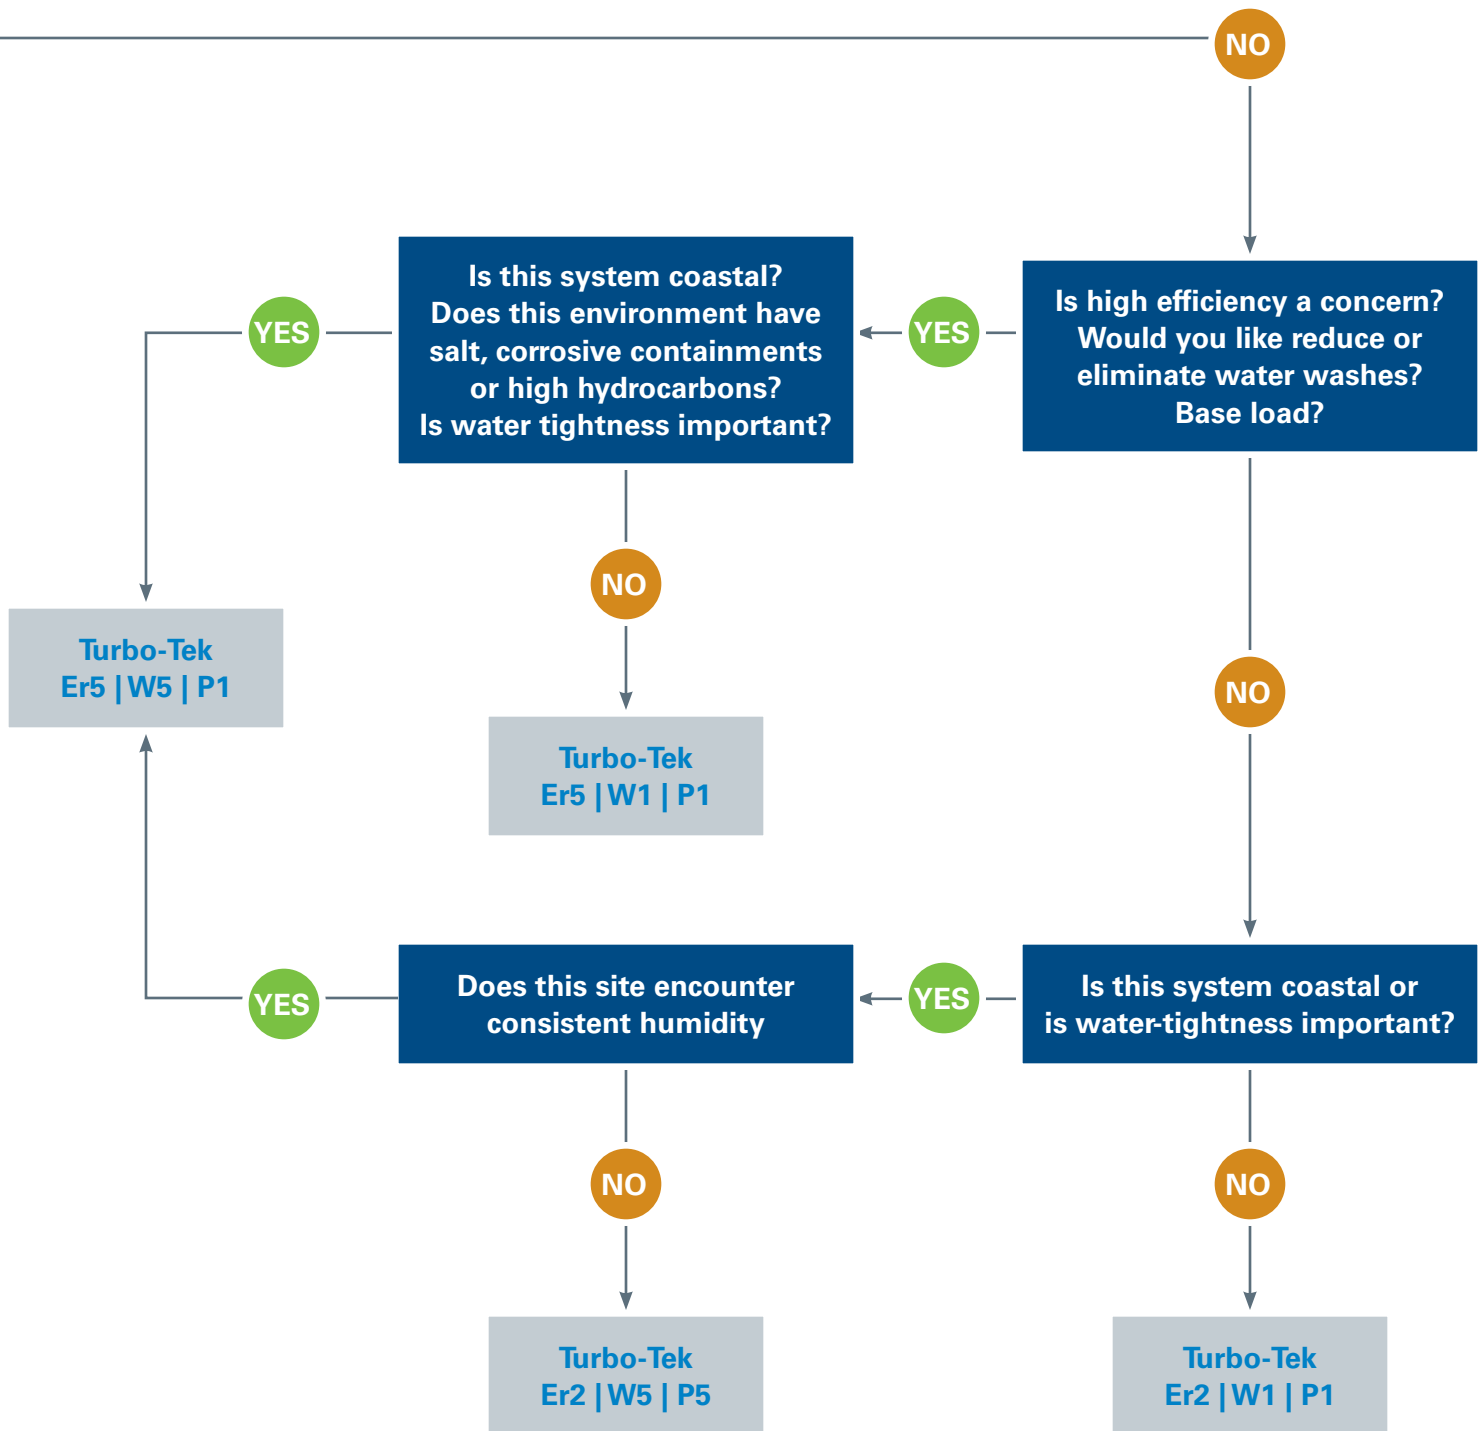 NO
Is this system coastal?
Does this environment have
salt, corrosive containments
or high hydrocarbons?
Is water tightness important?
Is high efficiency a concern?
Would you like reduce or
eliminate water washes?
Base load?
YES
YES
NO
Turbo-Tek
Er5 | W5 | P1
NO
Turbo-Tek
Er5 | W1 | P1
Does this site encounter
consistent humidity
Is this system coastal or
is water-tightness important?
YES
YES
NO
NO
Turbo-Tek
Er2 | W5 | P5
Turbo-Tek
Er2 | W1 | P1